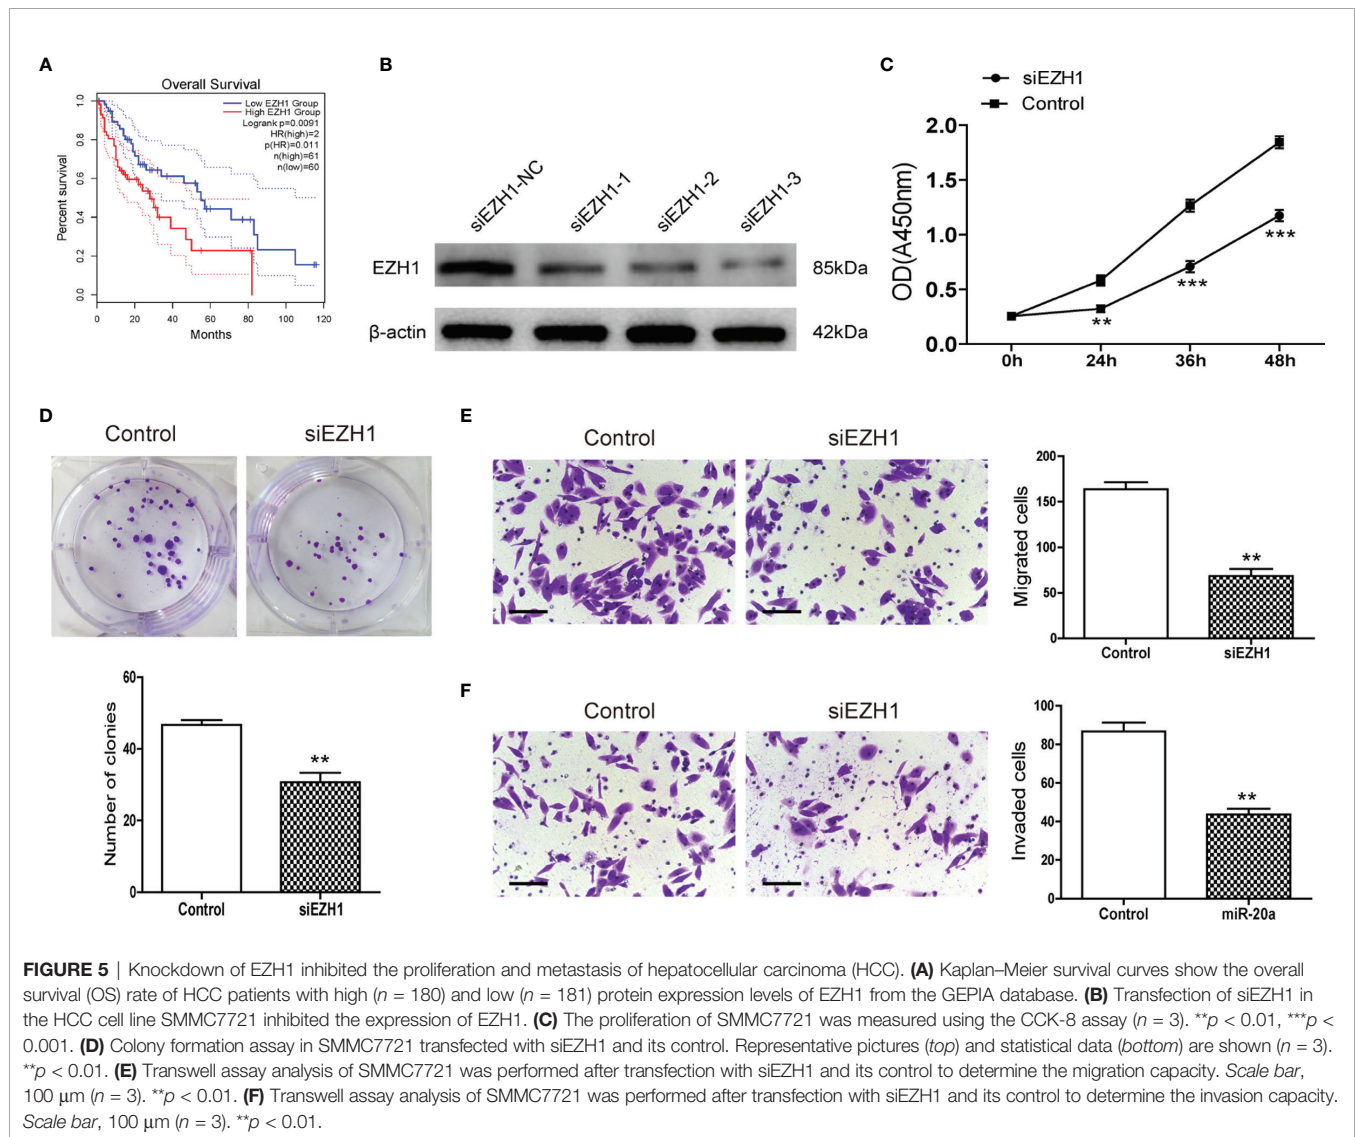 A
Overall Survival
Low EZH1 Group
High EZH1 Group
Logrank p=0.0091
HR(high)=2
p(HR)=0.011
n(high)=61
n(low)=60
Percent survival
1.0
0.8
0.6
0.4
0.2
0.0
0 20 40 60 80 100 120
Months
B
siEZH1-NC siEZH1-1 siEZH1-2 siEZH1-3
EZH1 85kDa
β-actin 42kDa
C
siEZH1
Control
OD(A450nm)
2.0
1.5
1.0
0.5
0.0
**
***
***
0h 24h 36h 48h
D
Control siEZH1
Number of clonies
60
40
20
0
**
Control siEZH1
E
Control siEZH1
Migrated cells
200
150
100
50
0
**
Control siEZH1
F
Control siEZH1
Invaded cells
100
80
60
40
20
0
**
Control miR-20a
FIGURE 5 | Knockdown of EZH1 inhibited the proliferation and metastasis of hepatocellular carcinoma (HCC). (A) Kaplan–Meier survival curves show the overall
survival (OS) rate of HCC patients with high (n = 180) and low (n = 181) protein expression levels of EZH1 from the GEPIA database. (B) Transfection of siEZH1 in
the HCC cell line SMMC7721 inhibited the expression of EZH1. (C) The proliferation of SMMC7721 was measured using the CCK-8 assay (n = 3). **p < 0.01, ***p <
0.001. (D) Colony formation assay in SMMC7721 transfected with siEZH1 and its control. Representative pictures (top) and statistical data (bottom) are shown (n = 3).
**p < 0.01. (E) Transwell assay analysis of SMMC7721 was performed after transfection with siEZH1 and its control to determine the migration capacity. Scale bar,
100 μm (n = 3). **p < 0.01. (F) Transwell assay analysis of SMMC7721 was performed after transfection with siEZH1 and its control to determine the invasion capacity.
Scale bar, 100 μm (n = 3). **p < 0.01.